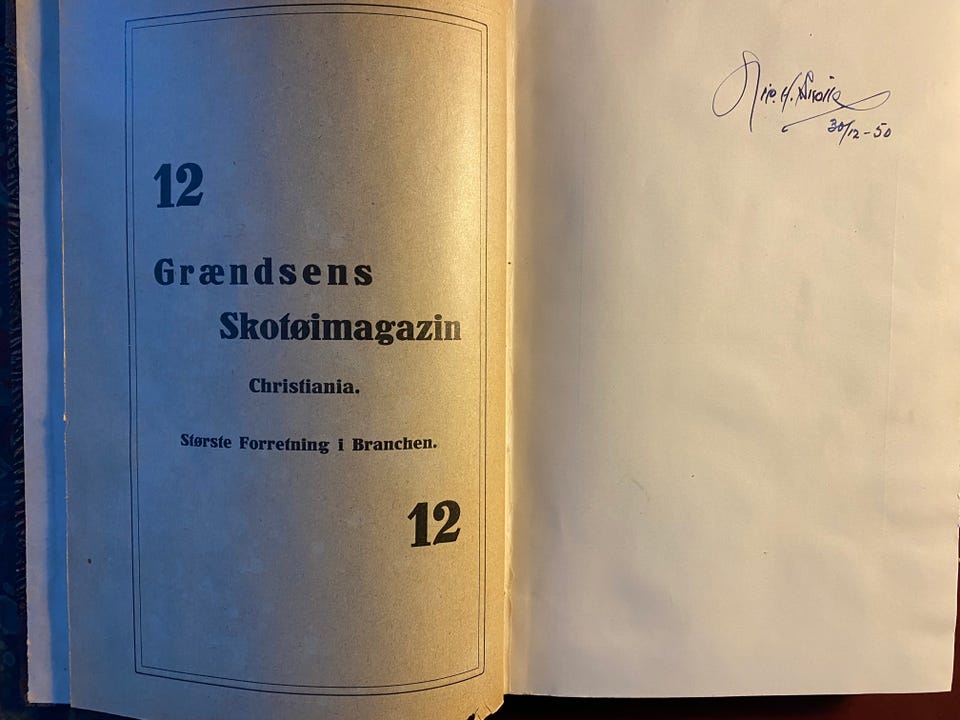 12
Grændsens
Skotøimagazin
Christiania.
Største Forretning i Branchen.
12
H.
30/12-50